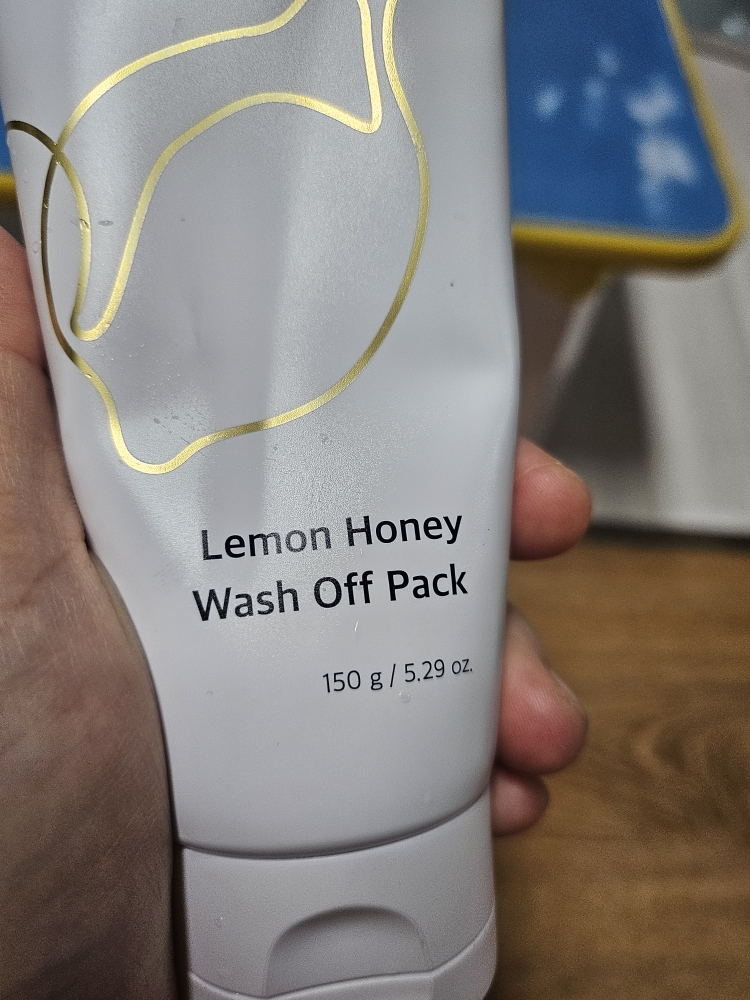 Lemon Honey
Wash Off Pack
150 g / 5.29 oz.